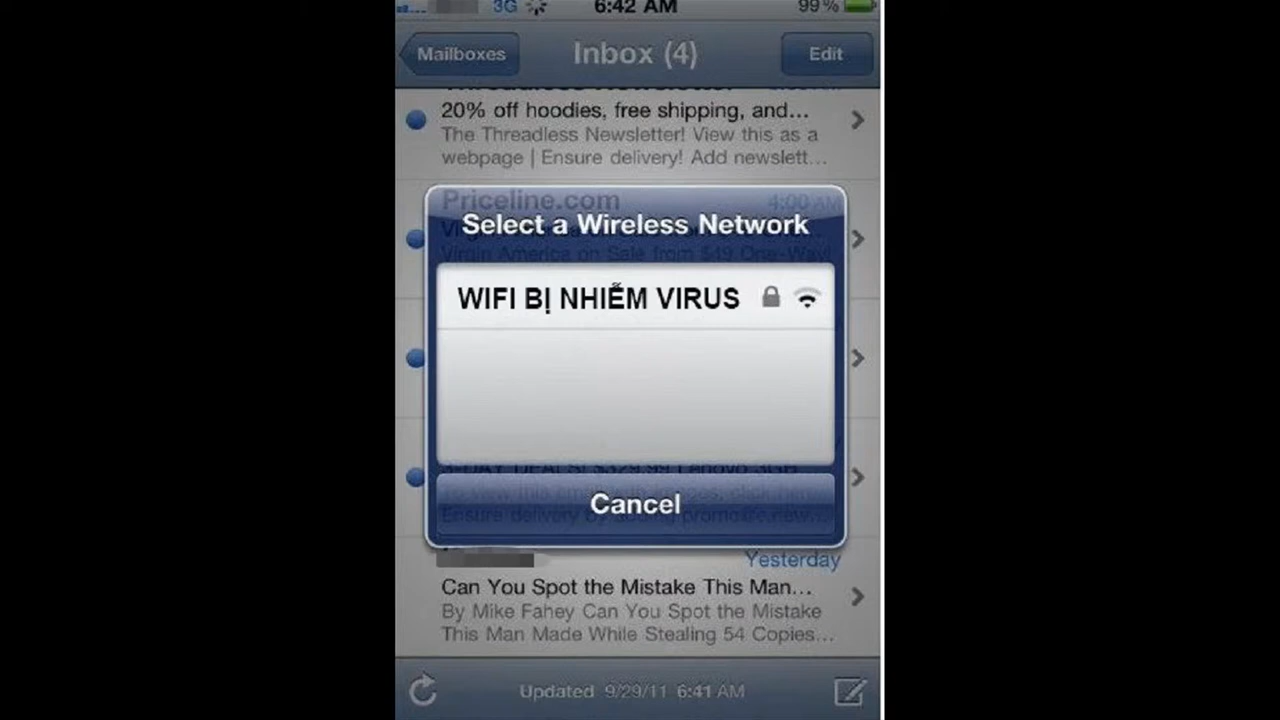 3G 6:42 AM 99%
Mailboxes Inbox (4) Edit
20% off hoodies, free shipping, and...
The Threadless Newsletter! View this as a
webpage | Ensure delivery! Add newslett...
Priceline.com 4:00 AM
Select a Wireless Network
Virgin America on Sale from $49 One-Way!
WIFI BỊ NHIỄM VIRUS
Cancel
Yesterday
Can You Spot the Mistake This Man...
By Mike Fahey Can You Spot the Mistake
This Man Made While Stealing 54 Copies...
Updated 9/29/11 6:41 AM